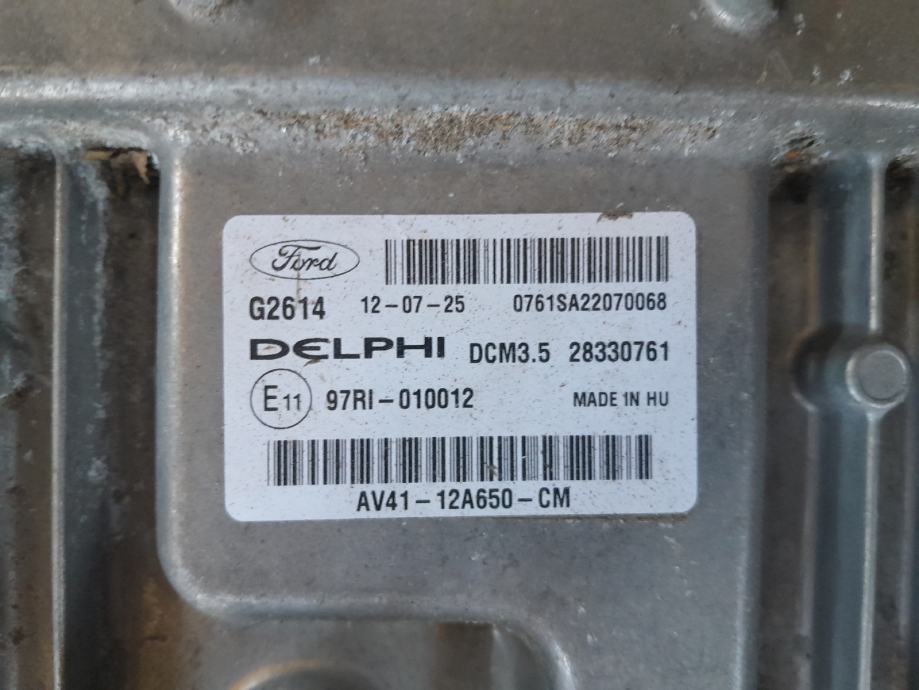 Ford
G2614 12-07-25 0761SA22070068
DELPHI DCM3.5 28330761
E11 97RI-010012 MADE IN HU
AV41-12A650-CM